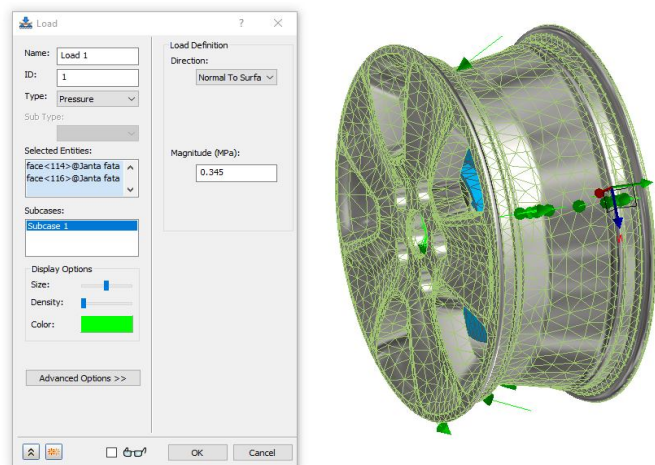 Load
Name: Load 1
ID: 1
Type: Pressure
Sub Type:
Selected Entities:
face<114>@Janta fata
face<116>@Janta fata
Subcases:
Subcase 1
Display Options
Size:
Density:
Color:
Advanced Options >>
Load Definition
Direction:
Normal To Surfa
Magnitude (MPa):
0.345
OK Cancel